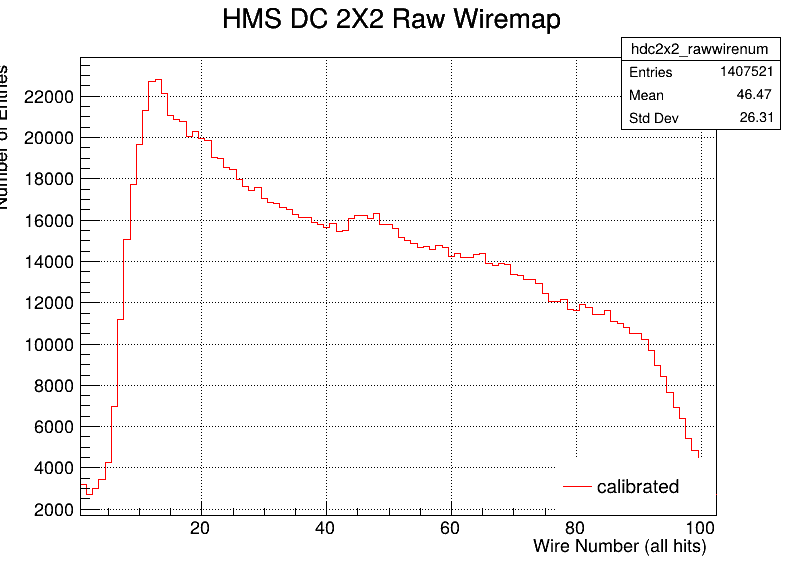 HMS DC 2X2 Raw Wiremap
hdc2x2_rawwirenum
Entries 1407521
Mean 46.47
Std Dev 26.31
Number of Entries
22000
20000
18000
16000
14000
12000
10000
8000
6000
4000
2000
calibrated
20 40 60 80 100
Wire Number (all hits)